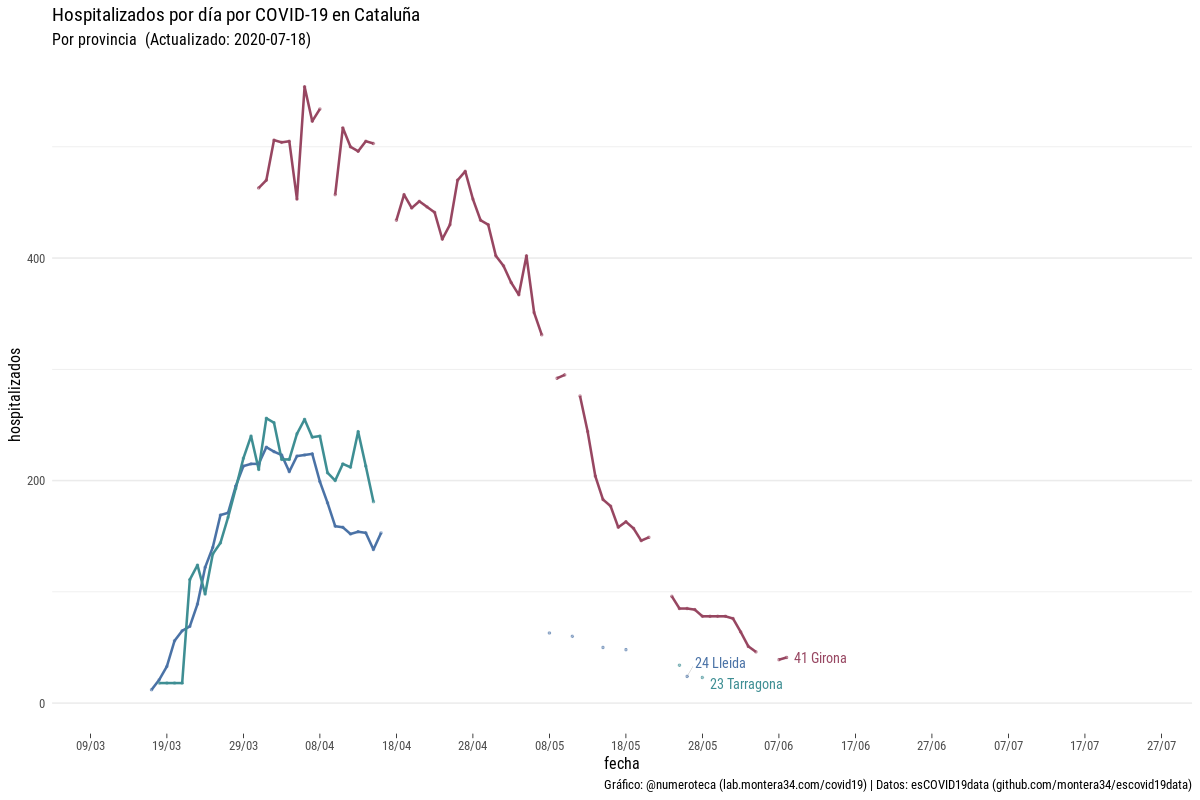 Hospitalizados por día por COVID-19 en Cataluña
Por provincia  (Actualizado: 2020-07-18)
hospitalizados
400
200
0
41 Girona
24 Lleida
23 Tarragona
09/03 19/03 29/03 08/04 18/04 28/04 08/05 18/05 28/05 07/06 17/06 27/06 07/07 17/07 27/07
fecha
Gráfico: @numeroteca (lab.montera34.com/covid19) | Datos: esCOVID19data (github.com/montera34/escovid19data)